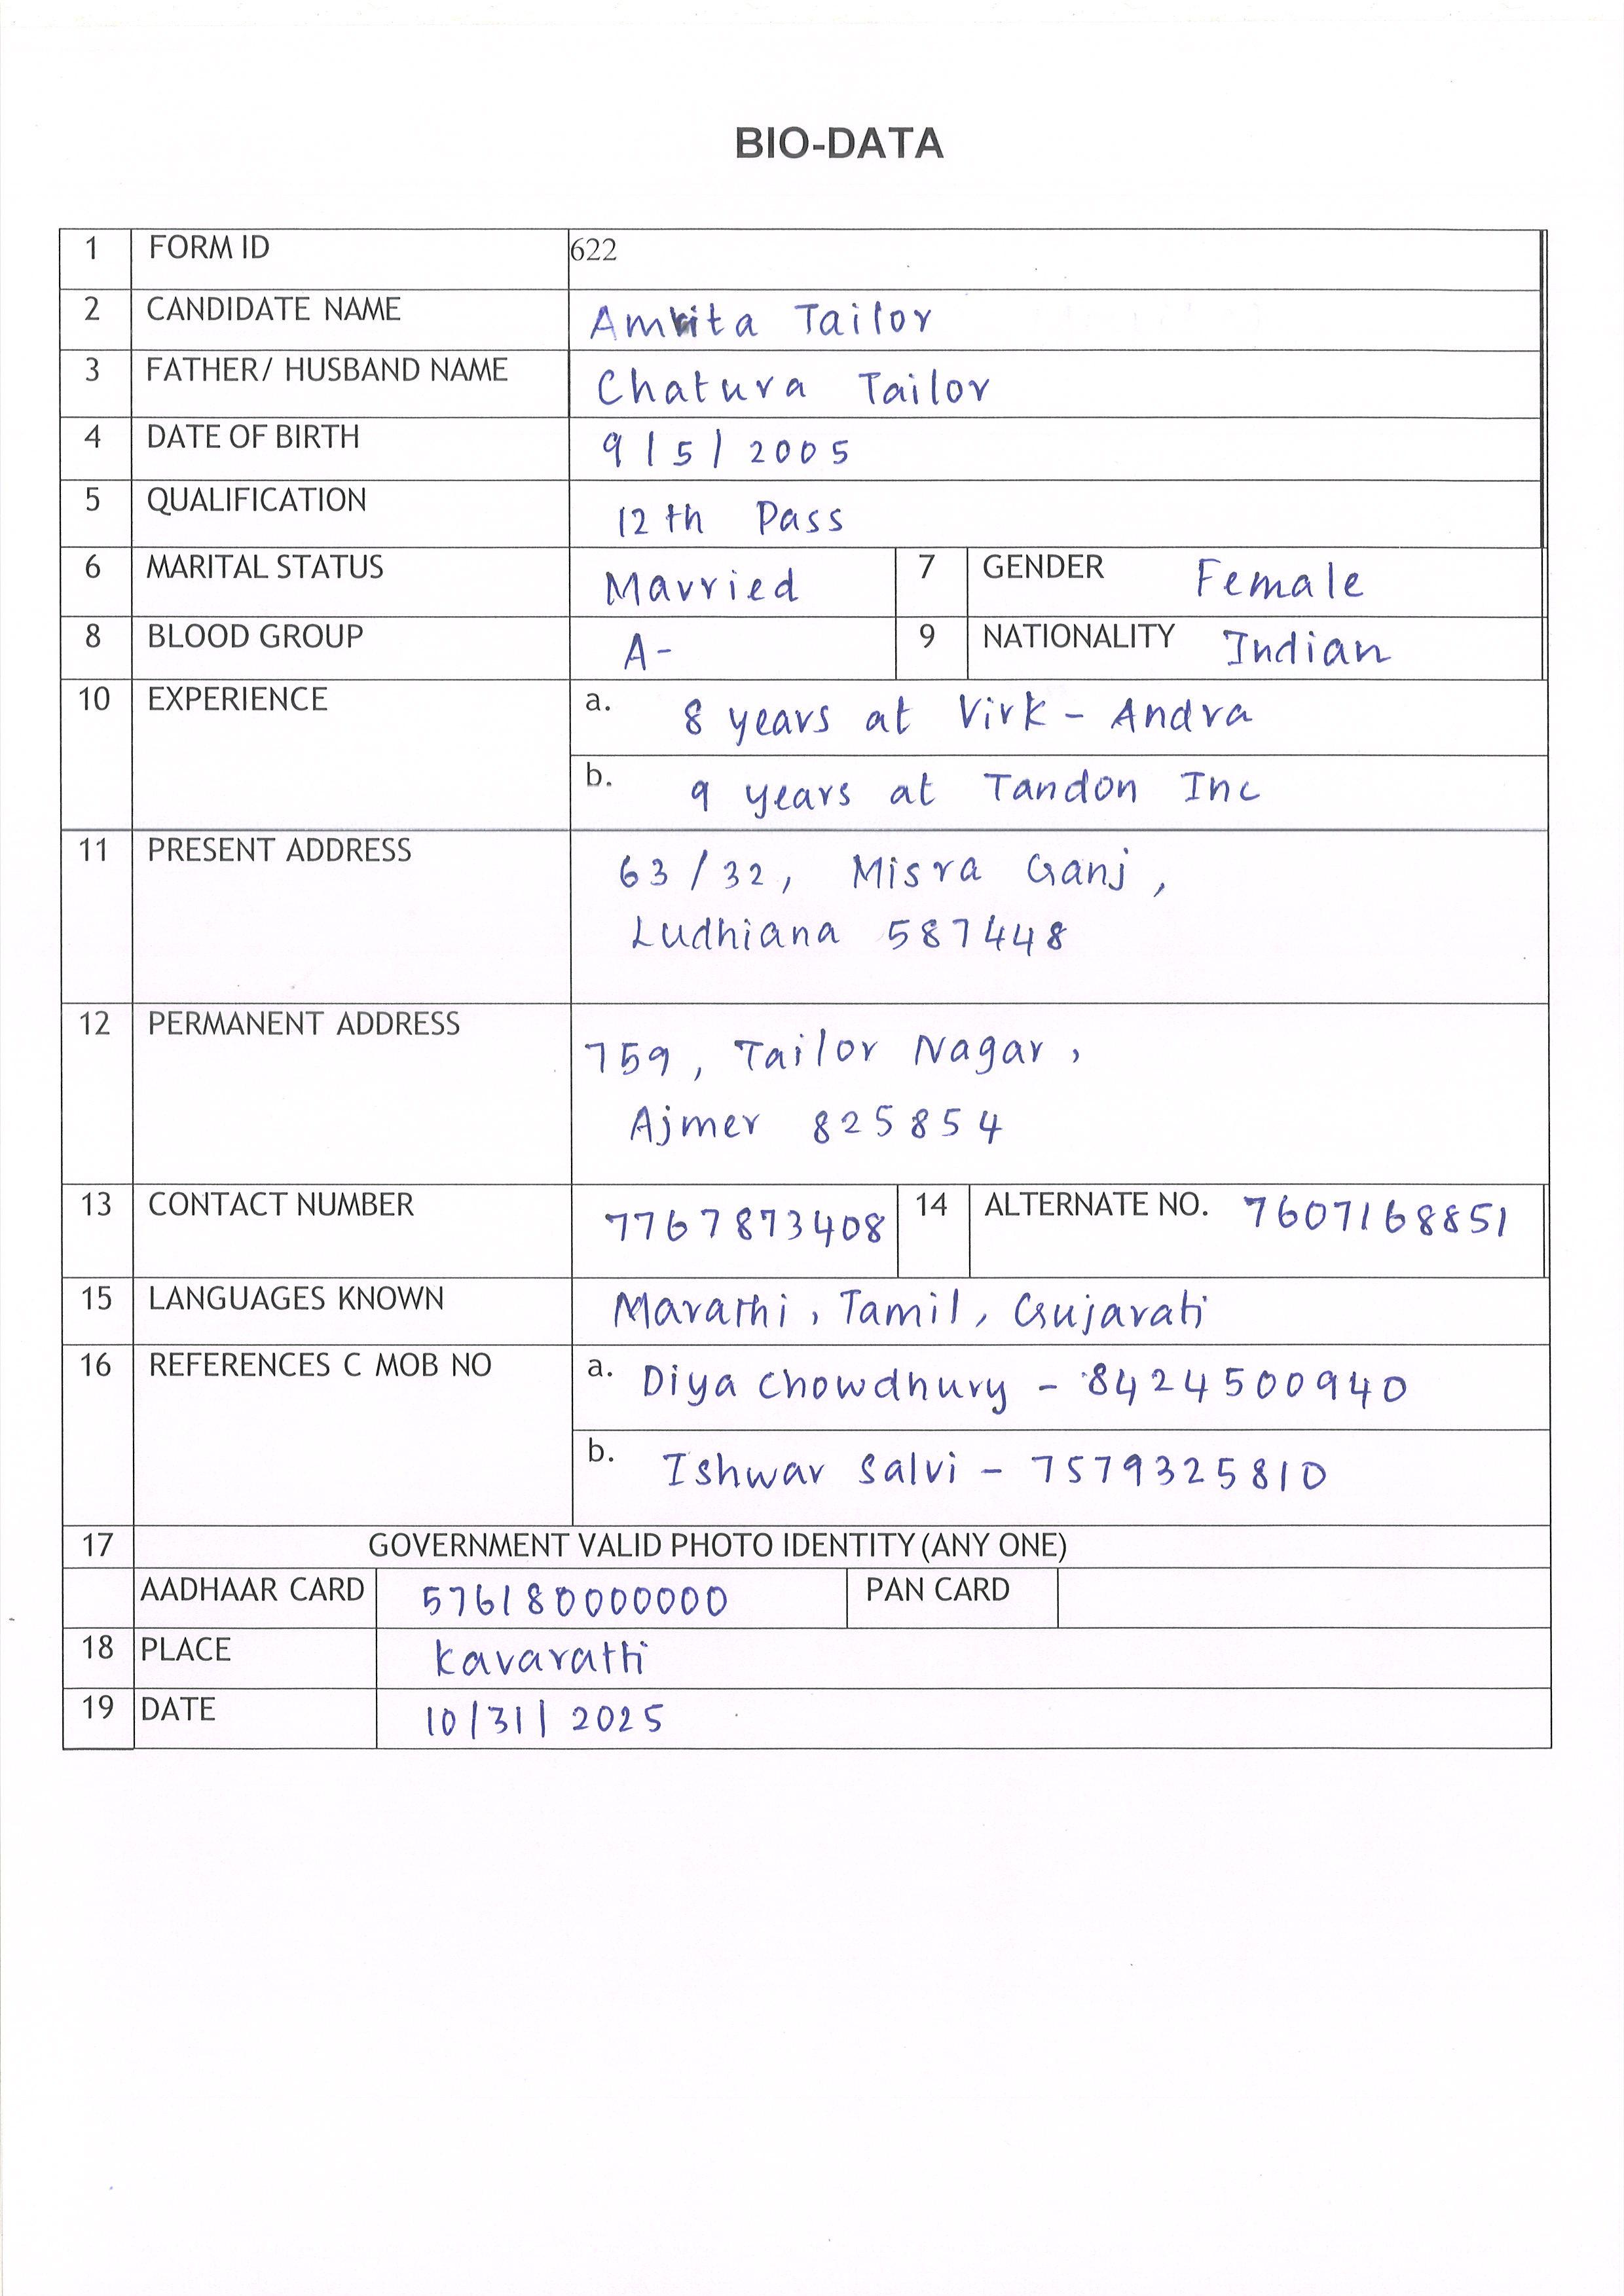 BIO-DATA
1 FORM ID 622
2 CANDIDATE NAME Amrita Tailor
3 FATHER/ HUSBAND NAME Chatura Tailor
4 DATE OF BIRTH 9/5/2005
5 QUALIFICATION 12th Pass
6 MARITAL STATUS Married 7 GENDER Female
8 BLOOD GROUP A- 9 NATIONALITY Indian
10 EXPERIENCE a. 8 years at Virk - Andra
b. 9 years at Tandon Inc
11 PRESENT ADDRESS 63/32, Misra Ganj,
Ludhiana 587448
12 PERMANENT ADDRESS 759, Tailor Nagar,
Ajmer 825854
13 CONTACT NUMBER 7767873408 14 ALTERNATE NO. 7607168851
15 LANGUAGES KNOWN Marathi, Tamil, Gujarati
16 REFERENCES C MOB NO a. Diya Chowdhury - 8424500940
b. Ishwar Salvi - 7579325810
17 GOVERNMENT VALID PHOTO IDENTITY (ANY ONE)
AADHAAR CARD 576180000000 PAN CARD
18 PLACE Kavaratti
19 DATE 10/31/2025